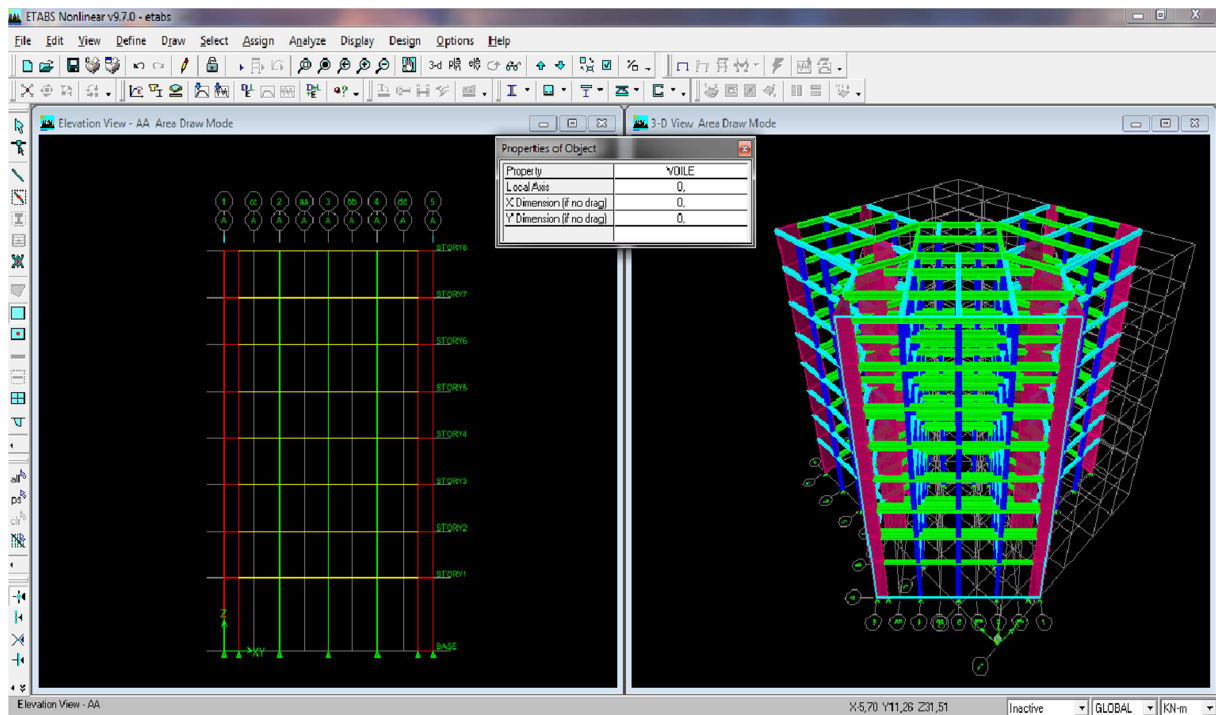 ETABS Nonlinear v9.7.0 - etabs
File Edit View Define Draw Select Assign Analyze Display Design Options Help
3-d
Elevation View - AA Area Draw Mode
3-D View Area Draw Mode
Properties of Object
Property VOILE
Local Axis 0,
X Dimension (if no drag) 0,
Y Dimension (if no drag) 0,
1 cc 2 aa 3 bb 4 dd 5
A A A A A A A A A
STORY8
STORY7
STORY6
STORY5
STORY4
STORY3
STORY2
STORY1
Z
BASE
XY
all
ps
clr
Elevation View - AA
X-5,70 Y11,26 Z31,51
Inactive
GLOBAL
KN-m